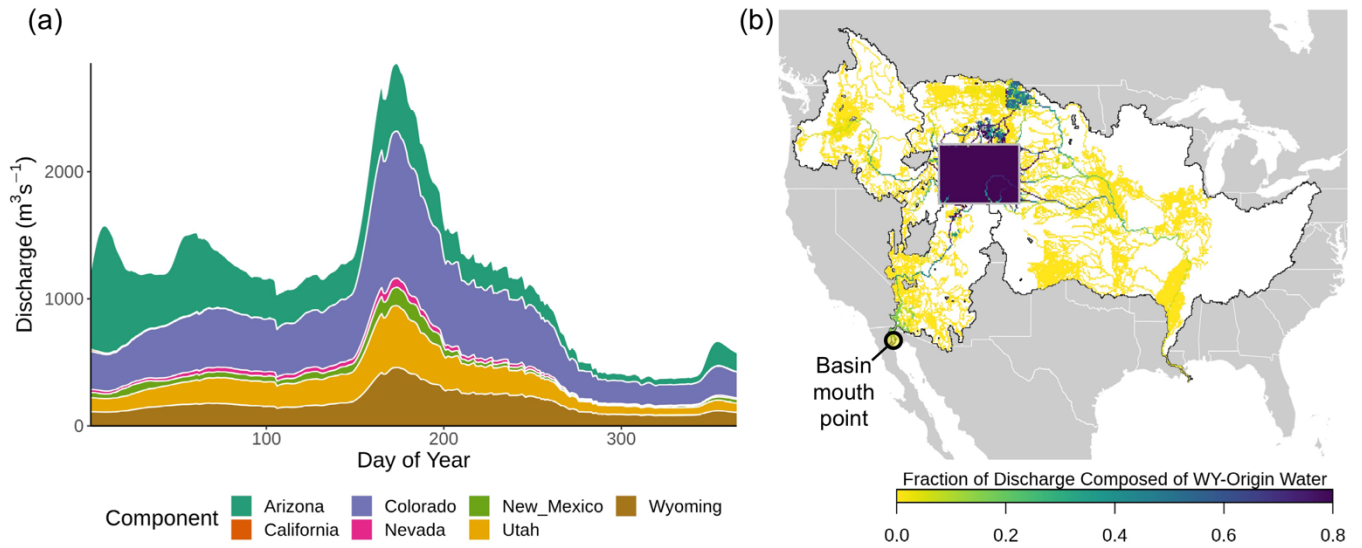 (a)
Discharge (m³s⁻¹)
2000
1000
0
100
200
300
Day of Year
Component
Arizona
Colorado
New_Mexico
Wyoming
California
Nevada
Utah
(b)
Basin
mouth
point
Fraction of Discharge Composed of WY-Origin Water
0.0
0.2
0.4
0.6
0.8